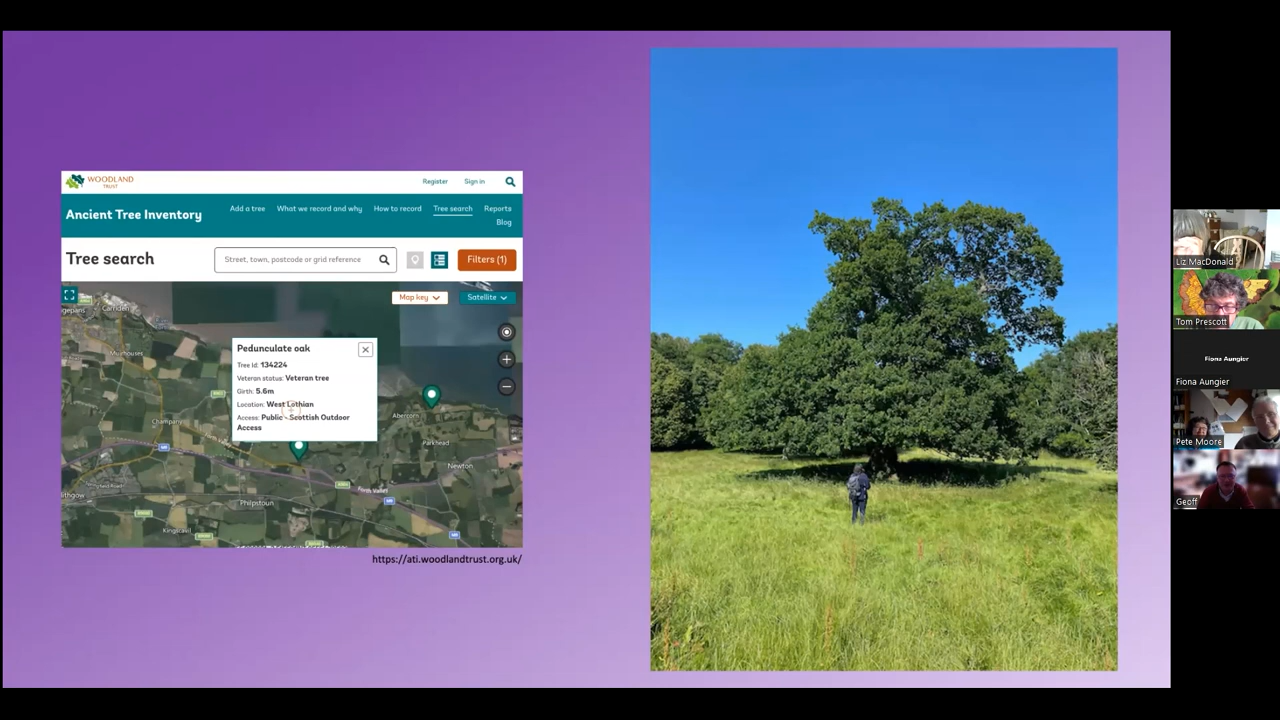 WOODLAND
TRUST
Register
Sign in
Ancient Tree Inventory
Add a tree
What we record and why
How to record
Tree search
Reports
Blog
Tree search
Street, town, postcode or grid reference
Filters (1)
Map key
Satellite
Carriden
Muirhouses
Champany
Pedunculate oak
Tree Id: 134224
Veteran status: Veteran tree
Girth: 5.6m
Location: West Lothian
Access: Public - Scottish Outdoor
Access
Abercorn
Parkhead
Newton
Philpstoun
Kingscavil
https://ati.woodlandtrust.org.uk/
Liz MacDonald
Tom Prescott
Fiona Aungier
Fiona Aungier
Pete Moore
Geoff